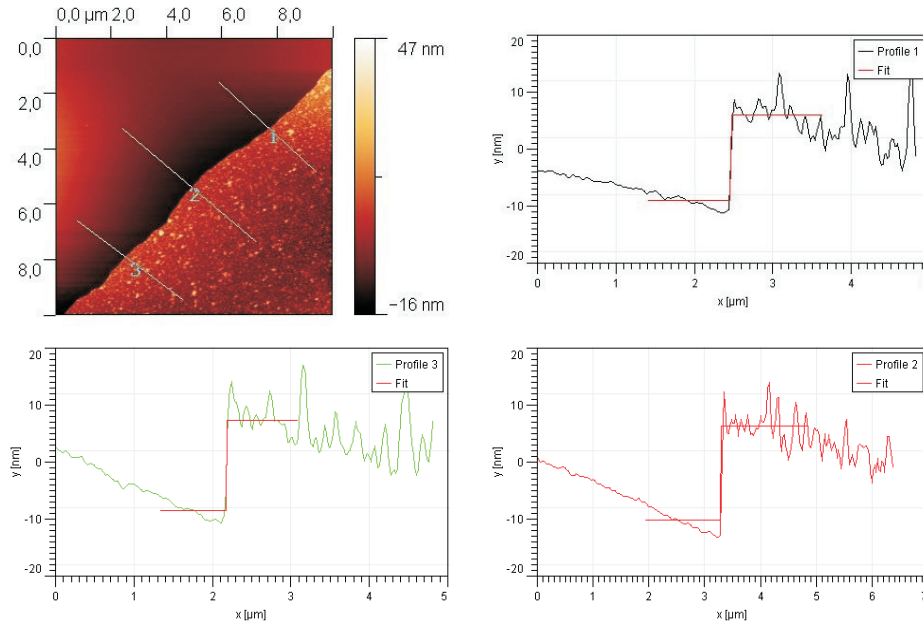 0,0 µm 2,0 4,0 6,0 8,0
0,0
2,0
4,0
6,0
8,0
1
2
3
47 nm
−16 nm
20
10
0
-10
-20
y [nm]
0 1 2 3 4
x [µm]
Profile 1
Fit
20
10
0
-10
-20
y [nm]
0 1 2 3 4 5
x [µm]
Profile 3
Fit
20
10
0
-10
-20
y [nm]
0 1 2 3 4 5 6 7
x [µm]
Profile 2
Fit